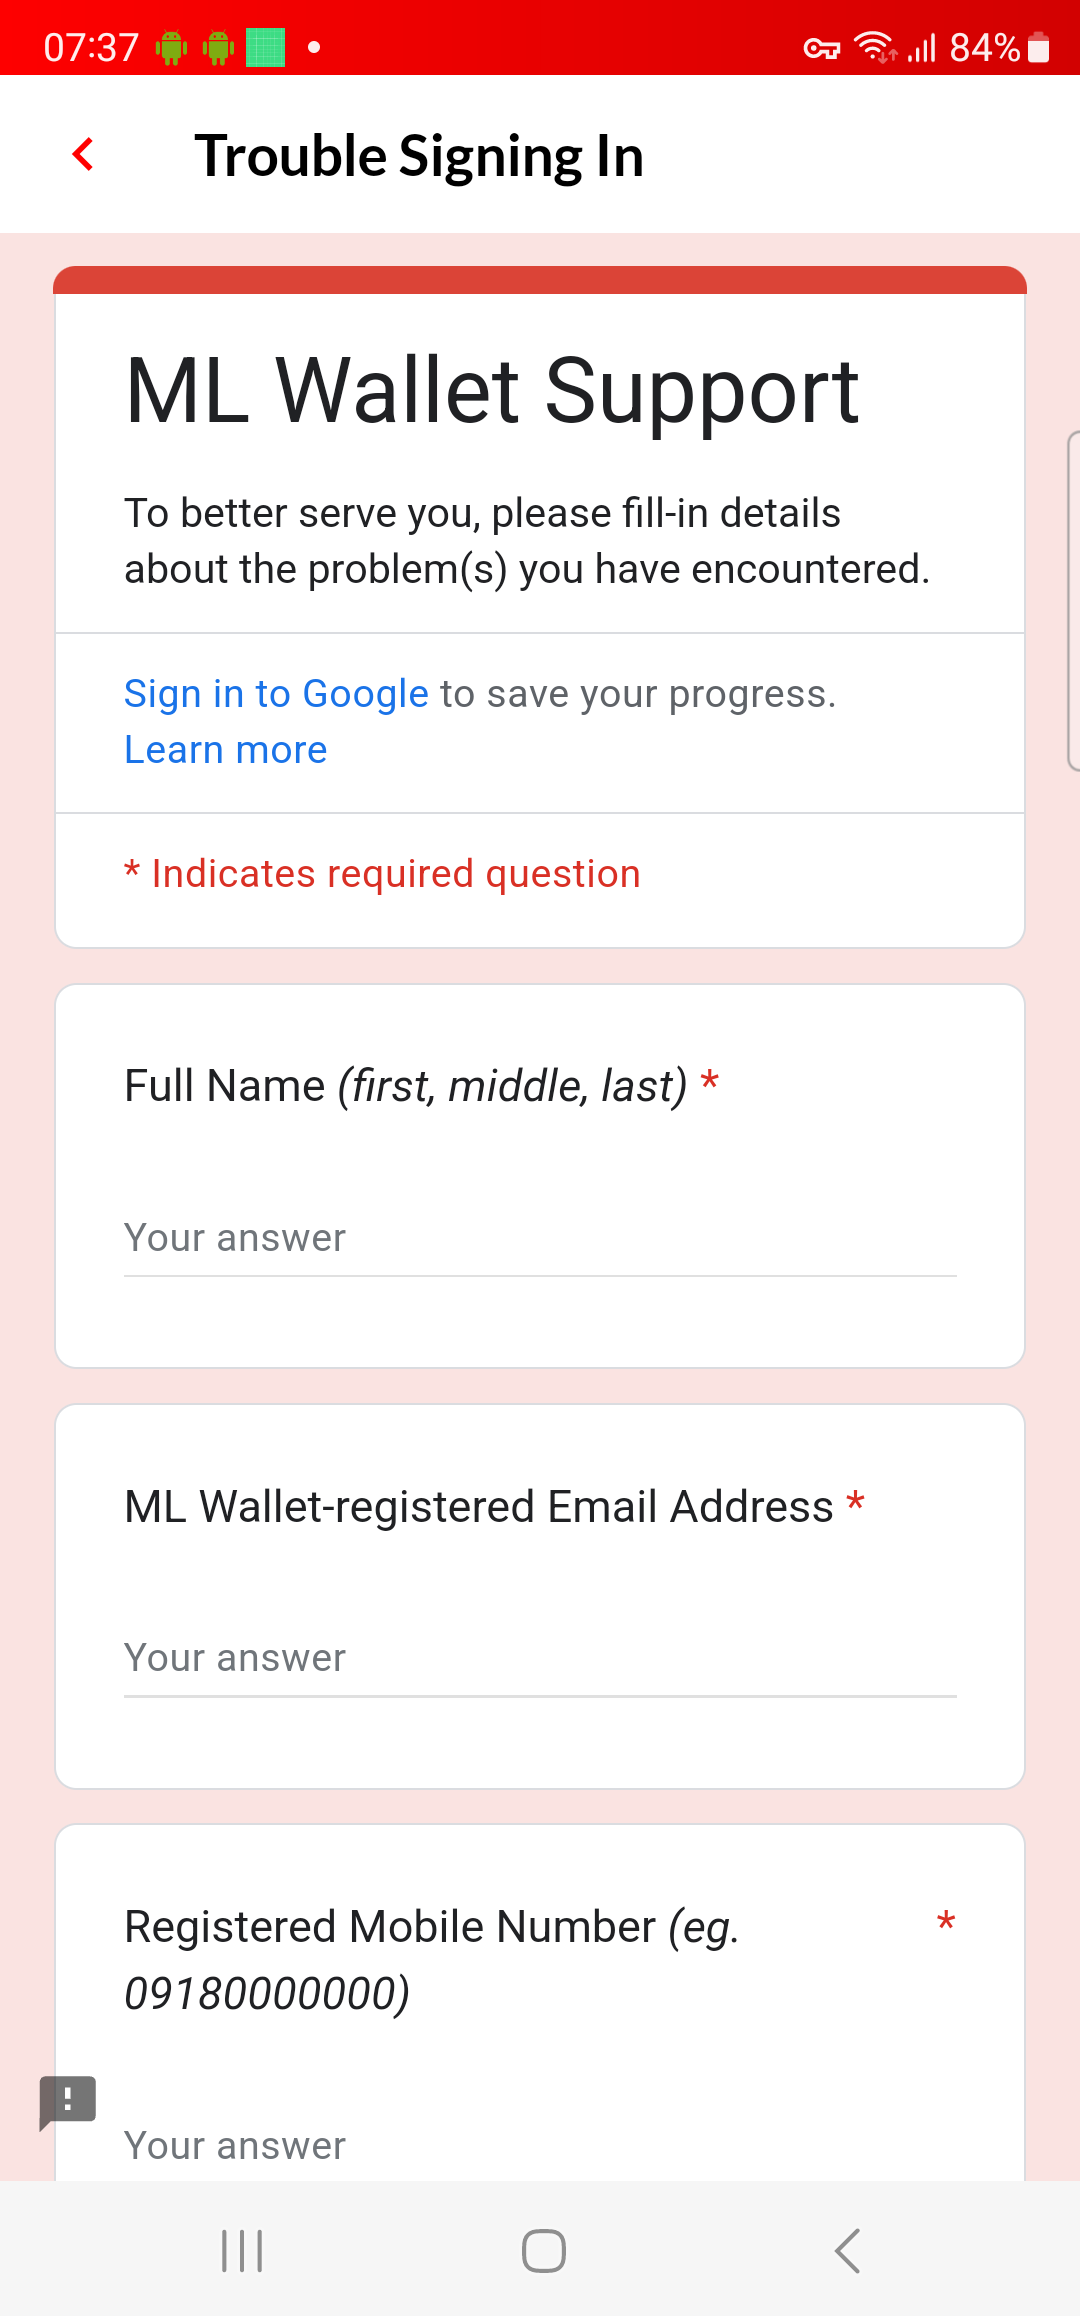 07:37
84%
Trouble Signing In
ML Wallet Support
To better serve you, please fill-in details
about the problem(s) you have encountered.
Sign in to Google to save your progress.
Learn more
* Indicates required question
Full Name (first, middle, last) *
Your answer
ML Wallet-registered Email Address *
Your answer
Registered Mobile Number (eg. *
09180000000)
Your answer